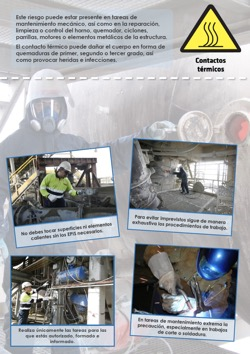 Este riesgo puede estar presente en tareas de
mantenimiento mecánico, así como en la reparación,
limpieza o control del horno, quemador, ciclones,
parrillas, motores o elementos metálicos de la estructura.
El contacto térmico puede dañar el cuerpo en forma de
quemaduras de primer, segundo o tercer grado, así
como provocar heridas e infecciones.
Contactos
térmicos
No debes tocar superficies ni elementos
calientes sin los EPIS necesarios.
Para evitar imprevistos sigue de manera
exhaustiva los procedimientos de trabajo.
Realiza únicamente las tareas para las
que estás autorizado, formado e
informado.
En tareas de mantenimiento extrema la
precaución, especialmente en trabajos
de corte o soldadura.